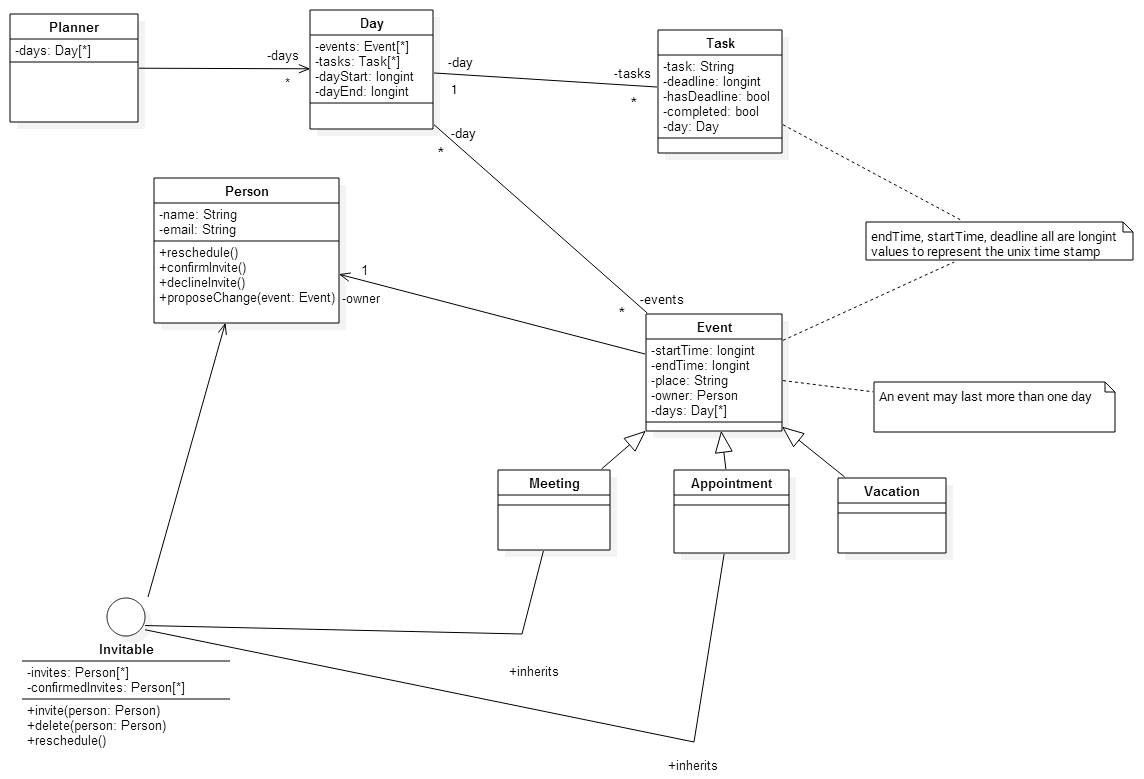 Planner
-days: Day[*]
-days
*
Day
-events: Event[*]
-tasks: Task[*]
-dayStart: longint
-dayEnd: longint
-day
1
-tasks
*
Task
-task: String
-deadline: longint
-hasDeadline: bool
-completed: bool
-day: Day
-day
*
Person
-name: String
-email: String
+reschedule()
+confirmInvite()
+declineInvite()
+proposeChange(event: Event)
1
-owner
endTime, startTime, deadline all are longint
values to represent the unix time stamp
-events
*
Event
-startTime: longint
-endTime: longint
-place: String
-owner: Person
-days: Day[*]
An event may last more than one day
Meeting
Appointment
Vacation
Invitable
-invites: Person[*]
-confirmedInvites: Person[*]
+invite(person: Person)
+delete(person: Person)
+reschedule()
+inherits
+inherits